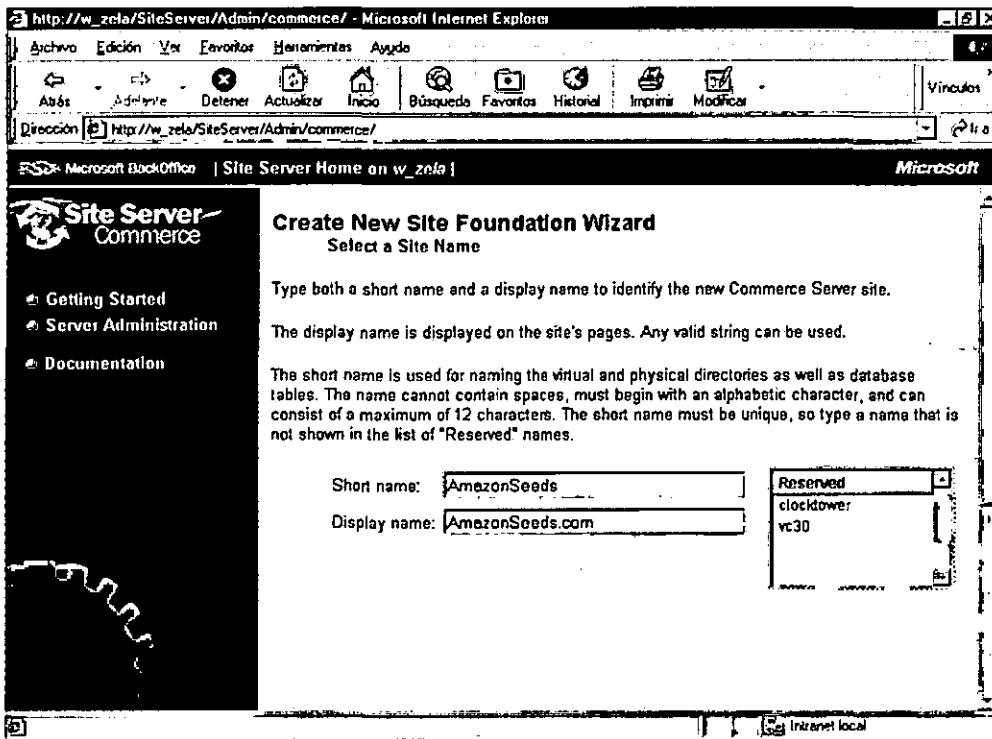 http://w_zela/SiteServer/Admin/commerce/ - Microsoft Internet Explorer
Archivo Edición Ver Favoritos Herramientas Ayuda
Atrás Adelante Detener Actualizar Inicio Búsqueda Favoritos Historial Imprimir Modificar Vínculos
Dirección http://w_zela/SiteServer/Admin/commerce/ Ir a
Microsoft BackOffice | Site Server Home on w_zela | Microsoft
Site Server
Commerce
Getting Started
Server Administration
Documentation
Create New Site Foundation Wizard
Select a Site Name
Type both a short name and a display name to identify the new Commerce Server site.
The display name is displayed on the site's pages. Any valid string can be used.
The short name is used for naming the virtual and physical directories as well as database
tables. The name cannot contain spaces, must begin with an alphabetic character, and can
consist of a maximum of 12 characters. The short name must be unique, so type a name that is
not shown in the list of "Reserved" names.
Short name: AmazonSeeds
Display name: AmazonSeeds.com
Reserved
clocktower
vc30
Intranet local